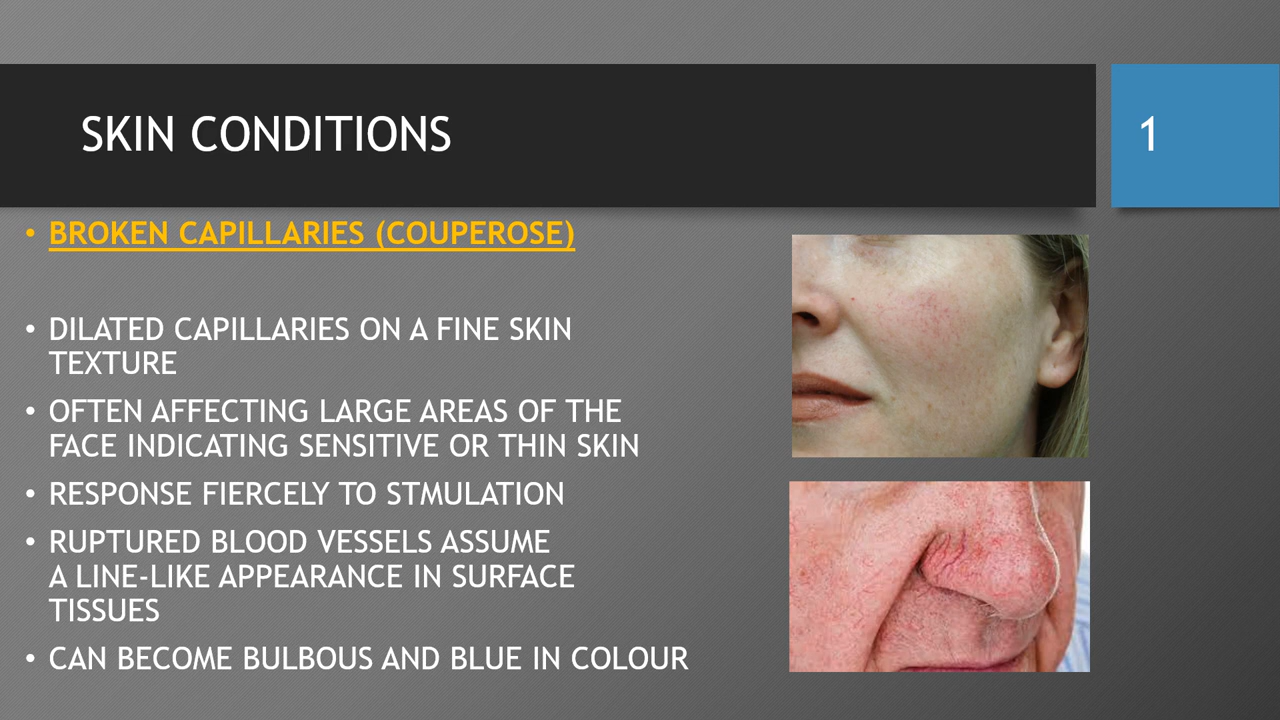 SKIN CONDITIONS
1
• BROKEN CAPILLARIES (COUPEROSE)
• DILATED CAPILLARIES ON A FINE SKIN
TEXTURE
• OFTEN AFFECTING LARGE AREAS OF THE
FACE INDICATING SENSITIVE OR THIN SKIN
• RESPONSE FIERCELY TO STMULATION
• RUPTURED BLOOD VESSELS ASSUME
A LINE-LIKE APPEARANCE IN SURFACE
TISSUES
• CAN BECOME BULBOUS AND BLUE IN COLOUR